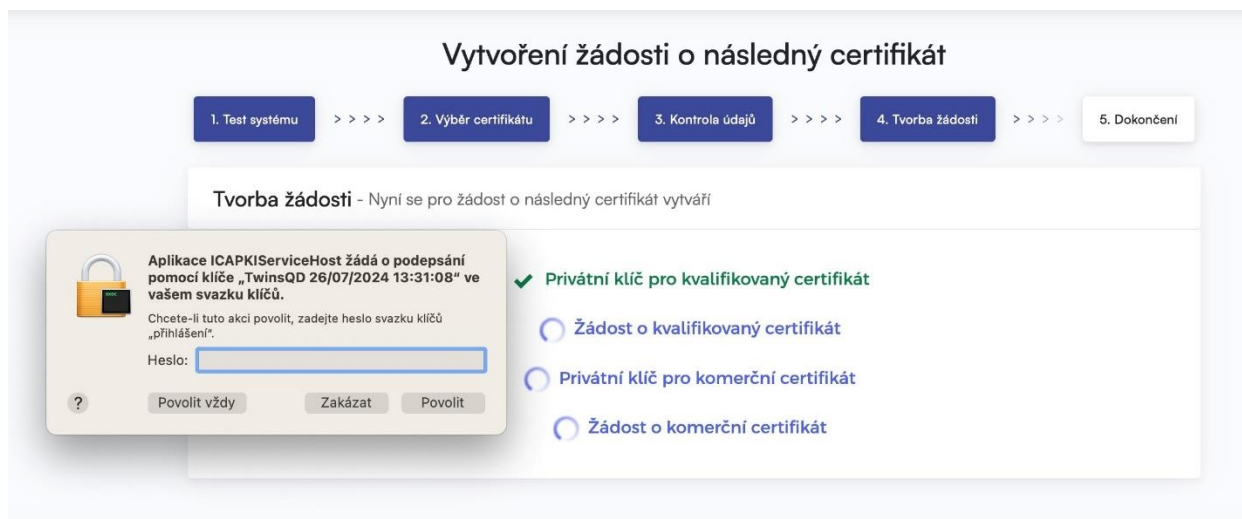 Vytvoření žádosti o následný certifikát
1. Test systému > > > > 2. Výběr certifikátu > > > > 3. Kontrola údajů > > > > 4. Tvorba žádosti > > > > 5. Dokončení
Tvorba žádosti - Nyní se pro žádost o následný certifikát vytváří
Aplikace ICAPKIServiceHost žádá o podepsání
pomocí klíče „TwinsQD 26/07/2024 13:31:08“ ve
vašem svazku klíčů.
Chcete-li tuto akci povolit, zadejte heslo svazku klíčů
„přihlášení“.
Heslo:
? Povolit vždy Zakázat Povolit
Privátní klíč pro kvalifikovaný certifikát
Žádost o kvalifikovaný certifikát
Privátní klíč pro komerční certifikát
Žádost o komerční certifikát